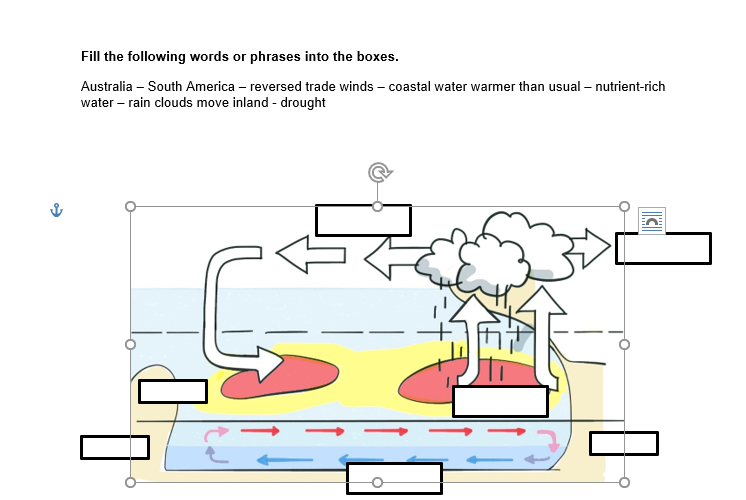 Fill the following words or phrases into the boxes.
Australia – South America – reversed trade winds – coastal water warmer than usual – nutrient-rich
water – rain clouds move inland - drought